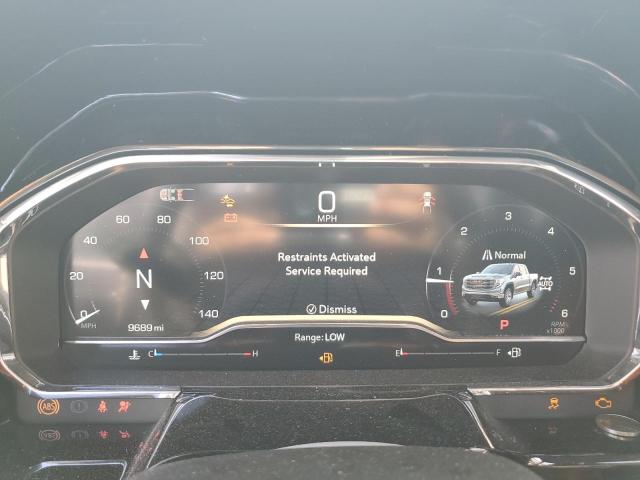 0
MPH
60 80
40 100
20 120
0 140
MPH
N
9689 mi
Restraints Activated
Service Required
Dismiss
Range: LOW
C H
E F
Normal
AUTO
0 1 2 3 4 5 6
P
RPM
x1000
ABS